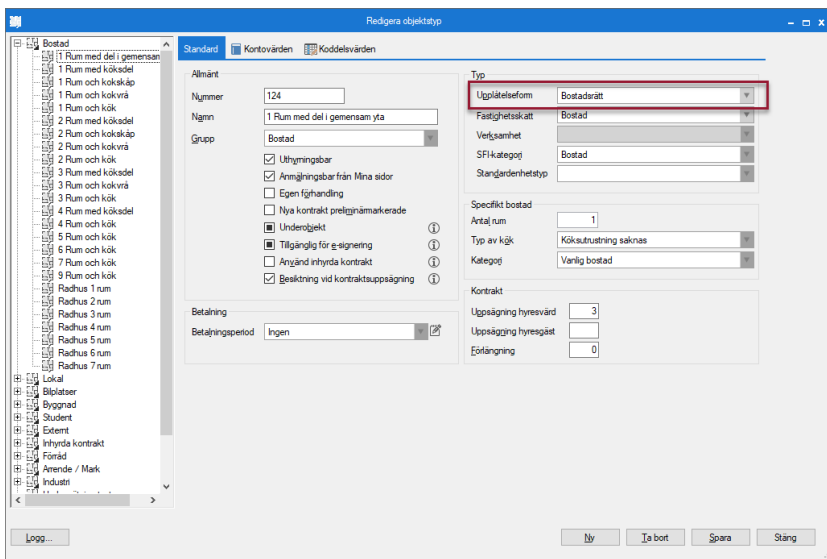 Redigera objektstyp
Bostad
1 Rum med del i gemensan
1 Rum med köksdel
1 Rum och kokskåp
1 Rum och kokvrå
1 Rum och kök
2 Rum med köksdel
2 Rum och kokskåp
2 Rum och kokvrå
2 Rum och kök
3 Rum med köksdel
3 Rum och kokvrå
3 Rum och kök
4 Rum med köksdel
4 Rum och kök
5 Rum och kök
6 Rum och kök
7 Rum och kök
9 Rum och kök
Radhus 1 rum
Radhus 2 rum
Radhus 3 rum
Radhus 4 rum
Radhus 5 rum
Radhus 6 rum
Radhus 7 rum
Lokal
Bilplatser
Byggnad
Student
Externt
Inhyrda kontrakt
Förråd
Arrende / Mark
Industri
Standard Kontovärden Koddelsvärden
Allmänt
Nummer 124
Namn 1 Rum med del i gemensam yta
Grupp Bostad
Uthyrningsbar
Anmälningsbar från Mina sidor
Egen förhandling
Nya kontrakt preliminärmarkerade
Underobjekt
Tillgänglig för e-signering
Använd inhyrda kontrakt
Besiktning vid kontraktsuppsägning
Betalning
Betalningsperiod Ingen
Typ
Upplåtelseform Bostadsrätt
Fastighetsskatt Bostad
Verksamhet
SFI-kategori Bostad
Standardenhetstyp
Specifikt bostad
Antal rum 1
Typ av kök Köksutrustning saknas
Kategori Vanlig bostad
Kontrakt
Uppsägning hyresvärd 3
Uppsägning hyresgäst
Förlängning 0
Logg... Ny Ta bort Spara Stäng